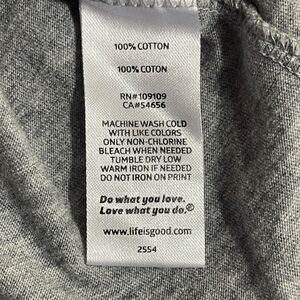 100% COTTON
100% COTON
RN#109109
CA#54656
MACHINE WASH COLD
WITH LIKE COLORS
ONLY NON-CHLORINE
BLEACH WHEN NEEDED
TUMBLE DRY LOW
WARM IRON IF NEEDED
DO NOT IRON ON PRINT
Do what you love.
Love what you do.®
www.lifeisgood.com
2554